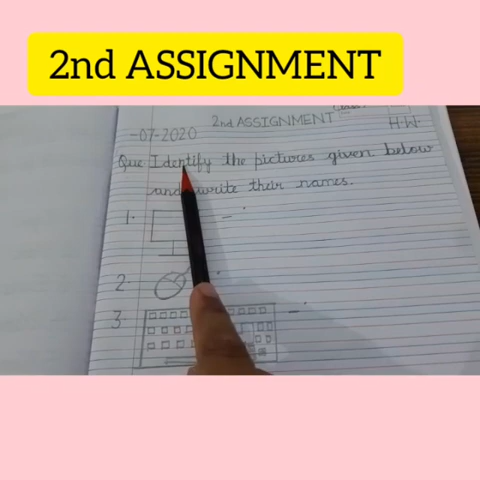 2nd ASSIGNMENT
Class:
2nd ASSIGNMENT
H.W.
-07-2020
Que Identify the pictures given below
and write their names.
1.
2.
3